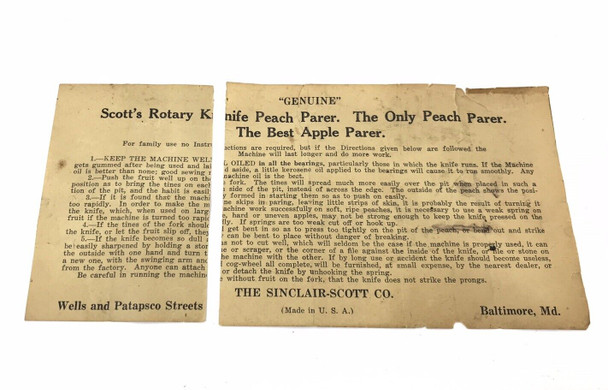 "GENUINE"
Scott's Rotary Knife Peach Parer. The Only Peach Parer.
The Best Apple Parer.
For family use no Instructions are required, but if the Directions given below are followed the
Machine will last longer and do more work.
1.—KEEP THE MACHINE WELL OILED in all the bearings, particularly those in which the knife runs. If the Machine
gets gummed after being used and laid aside, a little kerosene oil applied to the bearings will cause it to run smoothly. Any
oil is better than none; good sewing machine oil is the bect.
2.—Push the fruit well up on the fork. The tines will spread much more easily over the pit when placed in such a
position as to bring the tines on each side of the pit, instead of across the edge. The outside of the peach shows the posi-
tion of the pit, and the habit is easily formed in starting them so as to push on easily.
3.—If it is found that the machine skips in paring, leaving little strips of skin, it is probably the result of turning it
too rapidly. In order to make the machine work successfully on soft, ripe peaches, it is necessary to use a weak spring on
the knife, which, when used on large, hard or uneven apples, may not be strong enough to keep the knife pressed on the
fruit if the machine is turned too rapidly. If springs are too weak cut off or hook up.
4.—If the tines of the fork should get bent in so as to press too tightly on the pit of the peach, or bent out and strike
the knife, or let the fruit slip off, they can be bent to place without danger of breaking.
5.—If the knife becomes so dull as not to cut well, which will seldom be the case if the machine is properly used, it can
be easily sharpened by holding a stone or scraper, or the corner of a file against the inside of the knife, or file or stone on
the outside with one hand and turn the machine with the other. If by long use or accident the knife should become useless,
a new one, with the swinging arm and cog-wheel all complete, will be furnished, at small expense, by the nearest dealer, or
from the factory. Anyone can attach or detach the knife by unhooking the spring.
Be careful in running the machine without fruit on the fork, that the knife does not strike the prongs.
THE SINCLAIR-SCOTT CO.
Wells and Patapsco Streets (Made in U. S. A.) Baltimore, Md.